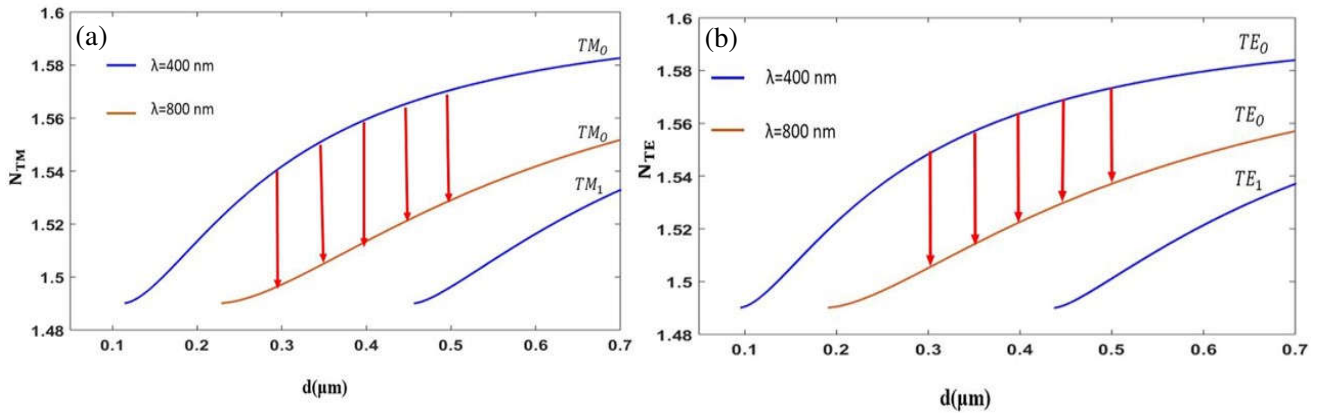 (a)
λ=400 nm
λ=800 nm
TM₀
TM₀
TM₁
N_TM
1.6
1.58
1.56
1.54
1.52
1.5
1.48
0.1 0.2 0.3 0.4 0.5 0.6 0.7
d(μm)
(b)
λ=400 nm
λ=800 nm
TE₀
TE₀
TE₁
N_TE
1.6
1.58
1.56
1.54
1.52
1.5
1.48
0.1 0.2 0.3 0.4 0.5 0.6 0.7
d(μm)